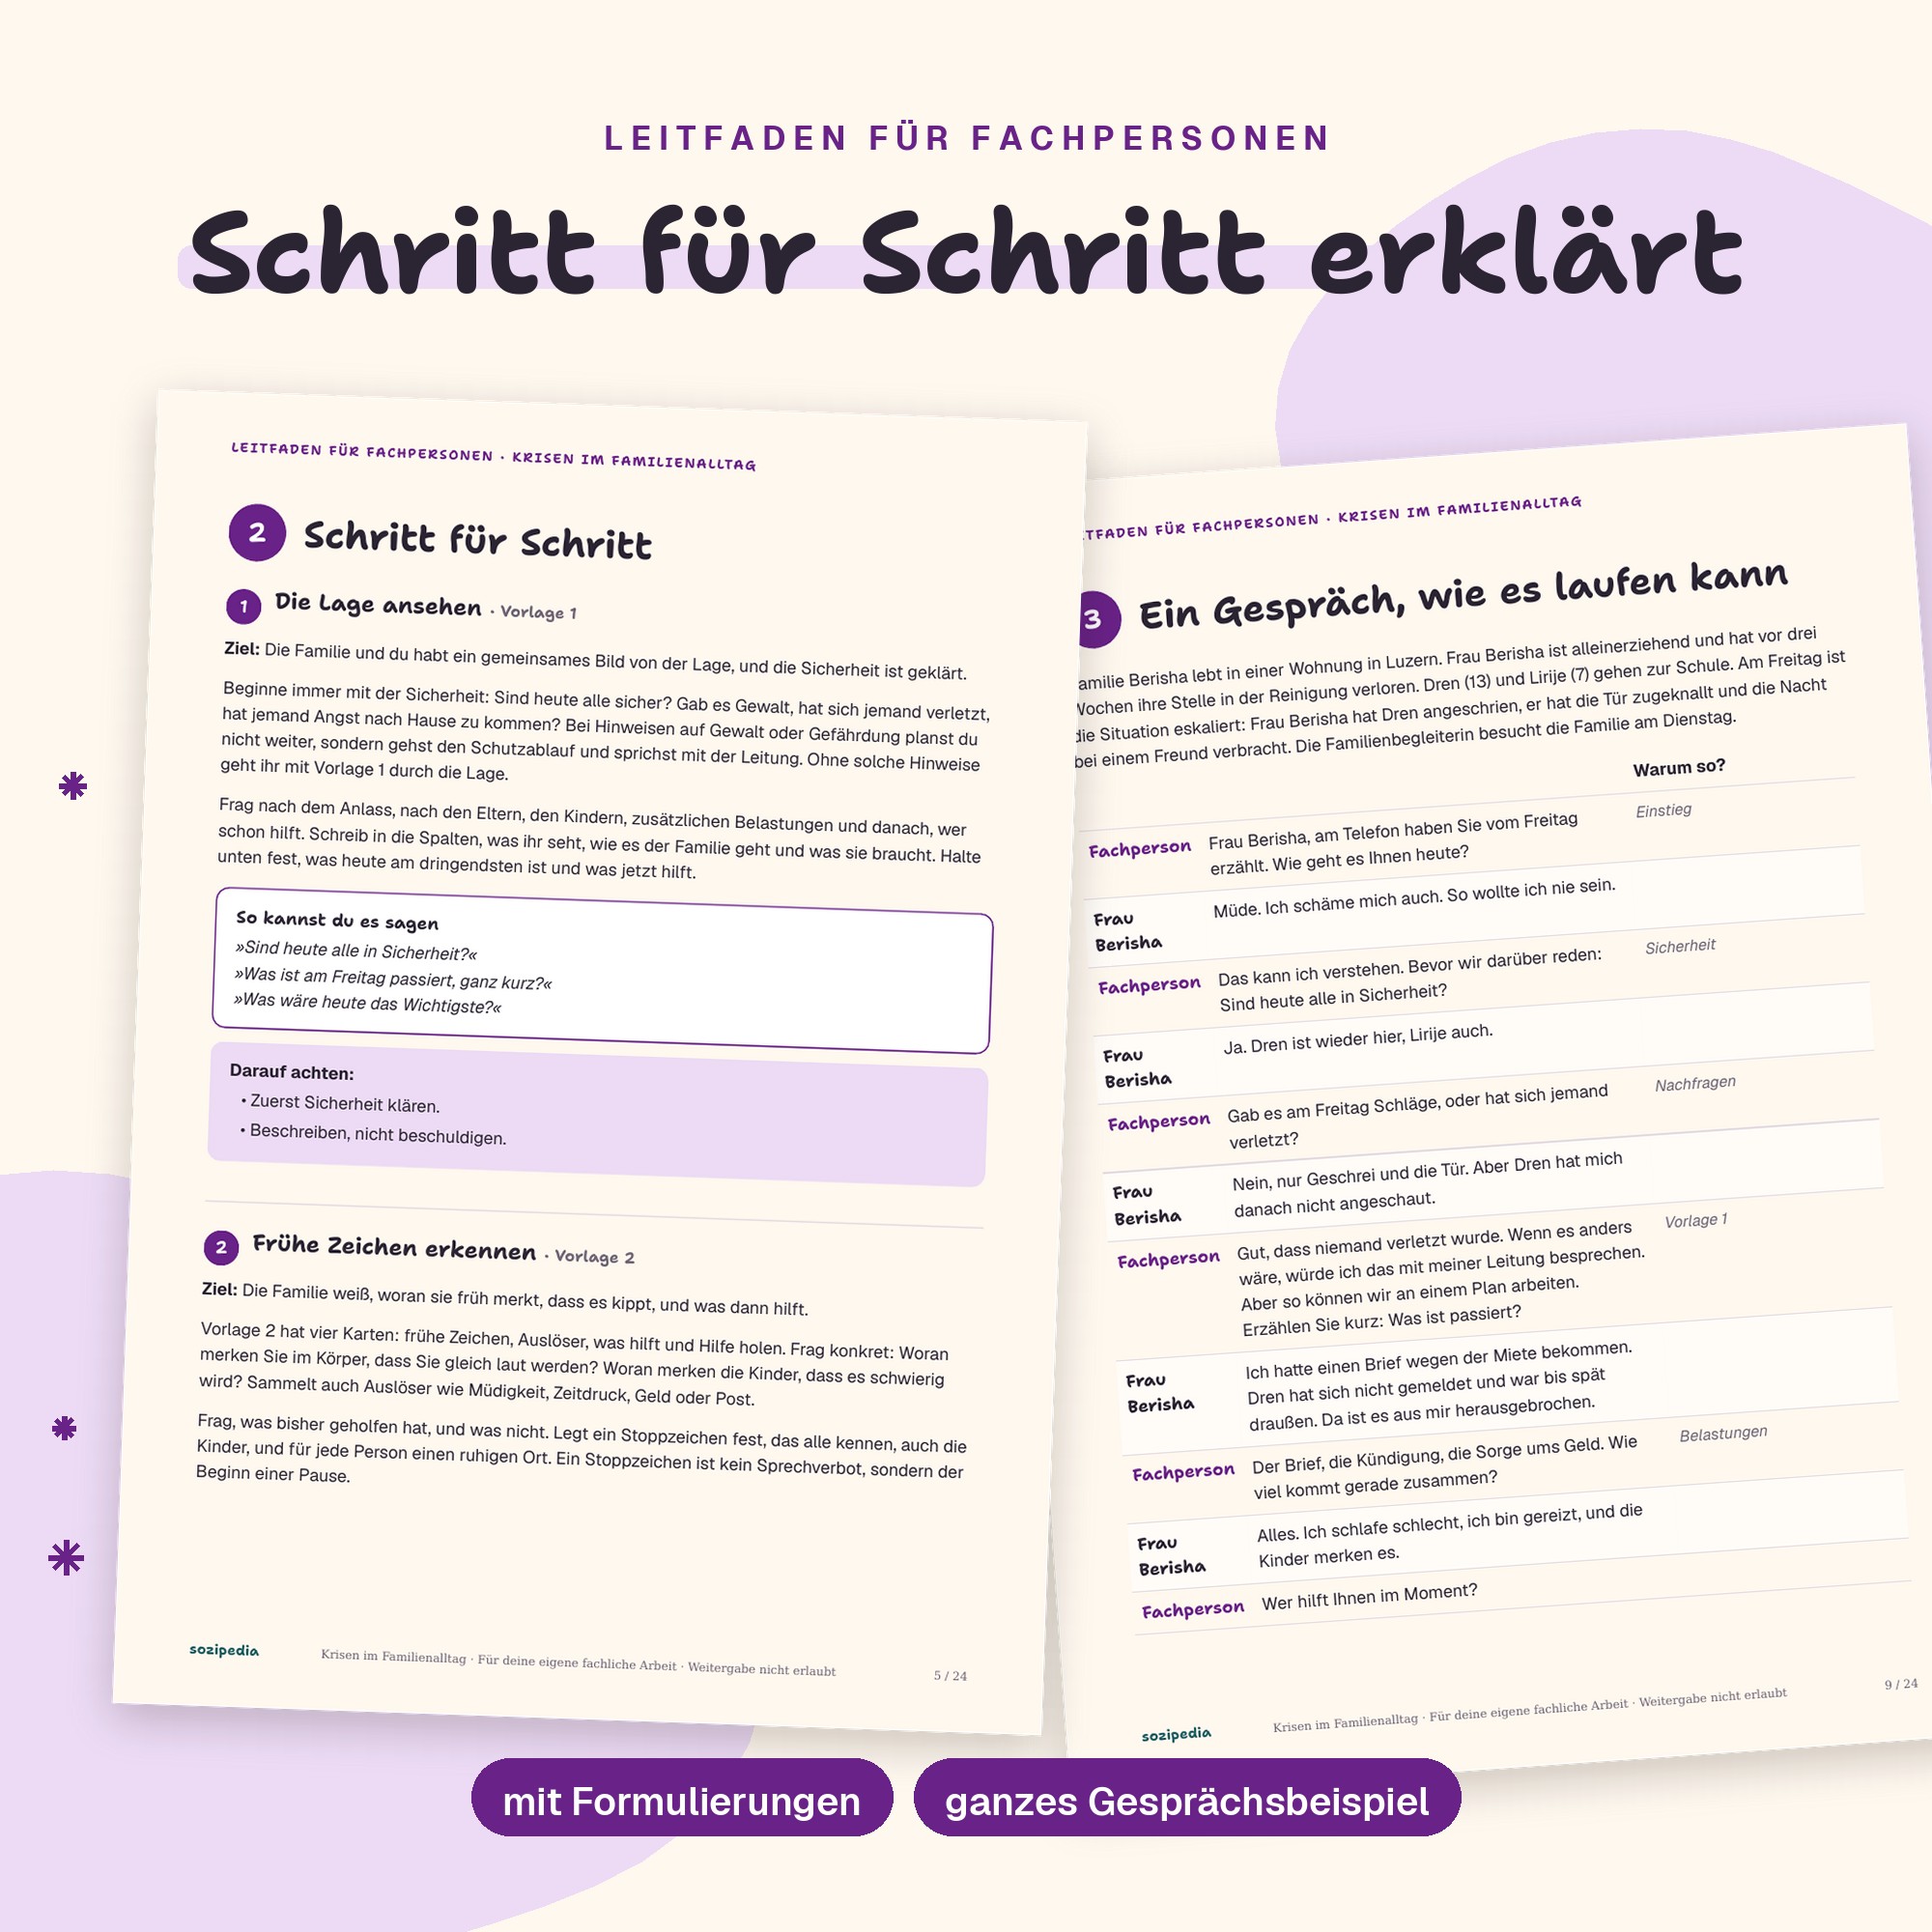 LEITFADEN FÜR FACHPERSONEN
Schritt für Schritt erklärt
LEITFADEN FÜR FACHPERSONEN · KRISEN IM FAMILIENALLTAG
2 Schritt für Schritt
1 Die Lage ansehen · Vorlage 1
Ziel: Die Familie und du habt ein gemeinsames Bild von der Lage, und die Sicherheit ist geklärt.
Beginne immer mit der Sicherheit: Sind heute alle sicher? Gab es Gewalt, hat sich jemand verletzt,
hat jemand Angst nach Hause zu kommen? Bei Hinweisen auf Gewalt oder Gefährdung planst du
nicht weiter, sondern gehst den Schutzablauf und sprichst mit der Leitung. Ohne solche Hinweise
geht ihr mit Vorlage 1 durch die Lage.
Frag nach dem Anlass, nach den Eltern, den Kindern, zusätzlichen Belastungen und danach, wer
schon hilft. Schreib in die Spalten, was ihr seht, wie es der Familie geht und was sie braucht. Halte
unten fest, was heute am dringendsten ist und was jetzt hilft.
So kannst du es sagen
»Sind heute alle in Sicherheit?«
»Was ist am Freitag passiert, ganz kurz?«
»Was wäre heute das Wichtigste?«
Darauf achten:
• Zuerst Sicherheit klären.
• Beschreiben, nicht beschuldigen.
2 Frühe Zeichen erkennen · Vorlage 2
Ziel: Die Familie weiß, woran sie früh merkt, dass es kippt, und was dann hilft.
Vorlage 2 hat vier Karten: frühe Zeichen, Auslöser, was hilft und Hilfe holen. Frag konkret: Woran
merken Sie im Körper, dass Sie gleich laut werden? Woran merken die Kinder, dass es schwierig
wird? Sammelt auch Auslöser wie Müdigkeit, Zeitdruck, Geld oder Post.
Frag, was bisher geholfen hat, und was nicht. Legt ein Stoppzeichen fest, das alle kennen, auch die
Kinder, und für jede Person einen ruhigen Ort. Ein Stoppzeichen ist kein Sprechverbot, sondern der
Beginn einer Pause.
sozipedia Krisen im Familienalltag · Für deine eigene fachliche Arbeit · Weitergabe nicht erlaubt 5 / 24
TFADEN FÜR FACHPERSONEN · KRISEN IM FAMILIENALLTAG
3 Ein Gespräch, wie es laufen kann
amilie Berisha lebt in einer Wohnung in Luzern. Frau Berisha ist alleinerziehend und hat vor drei
Wochen ihre Stelle in der Reinigung verloren. Dren (13) und Lirije (7) gehen zur Schule. Am Freitag ist
die Situation eskaliert: Frau Berisha hat Dren angeschrien, er hat die Tür zugeknallt und die Nacht
bei einem Freund verbracht. Die Familienbegleiterin besucht die Familie am Dienstag.
Warum so?
Fachperson Frau Berisha, am Telefon haben Sie vom Freitag Einstieg
erzählt. Wie geht es Ihnen heute?
Frau Müde. Ich schäme mich auch. So wollte ich nie sein.
Berisha
Fachperson Das kann ich verstehen. Bevor wir darüber reden: Sicherheit
Sind heute alle in Sicherheit?
Frau Ja. Dren ist wieder hier, Lirije auch.
Berisha
Fachperson Gab es am Freitag Schläge, oder hat sich jemand Nachfragen
verletzt?
Frau Nein, nur Geschrei und die Tür. Aber Dren hat mich
Berisha danach nicht angeschaut.
Fachperson Gut, dass niemand verletzt wurde. Wenn es anders Vorlage 1
wäre, würde ich das mit meiner Leitung besprechen.
Aber so können wir an einem Plan arbeiten.
Erzählen Sie kurz: Was ist passiert?
Frau Ich hatte einen Brief wegen der Miete bekommen.
Berisha Dren hat sich nicht gemeldet und war bis spät
draußen. Da ist es aus mir herausgebrochen.
Fachperson Der Brief, die Kündigung, die Sorge ums Geld. Wie Belastungen
viel kommt gerade zusammen?
Frau Alles. Ich schlafe schlecht, ich bin gereizt, und die
Berisha Kinder merken es.
Fachperson Wer hilft Ihnen im Moment?
sozipedia Krisen im Familienalltag · Für deine eigene fachliche Arbeit · Weitergabe nicht erlaubt 9 / 24
mit Formulierungen
ganzes Gesprächsbeispiel